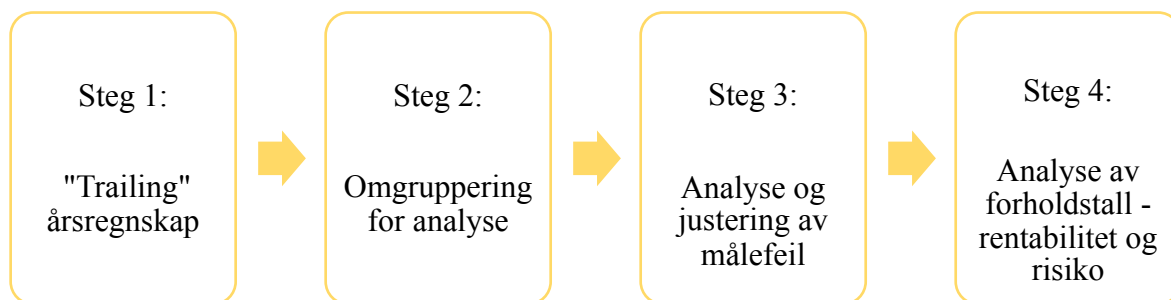 Steg 1:
"Trailing"
årsregnskap
Steg 2:
Omgruppering
for analyse
Steg 3:
Analyse og
justering av
målefeil
Steg 4:
Analyse av
forholdstall -
rentabilitet og
risiko